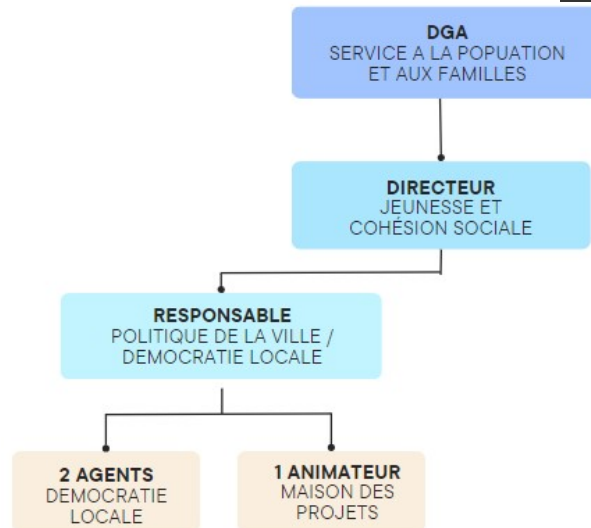 DGA
SERVICE A LA POPUATION
ET AUX FAMILLES
DIRECTEUR
JEUNESSE ET
COHÉSION SOCIALE
RESPONSABLE
POLITIQUE DE LA VILLE /
DEMOCRATIE LOCALE
2 AGENTS
DEMOCRATIE
LOCALE
1 ANIMATEUR
MAISON DES
PROJETS